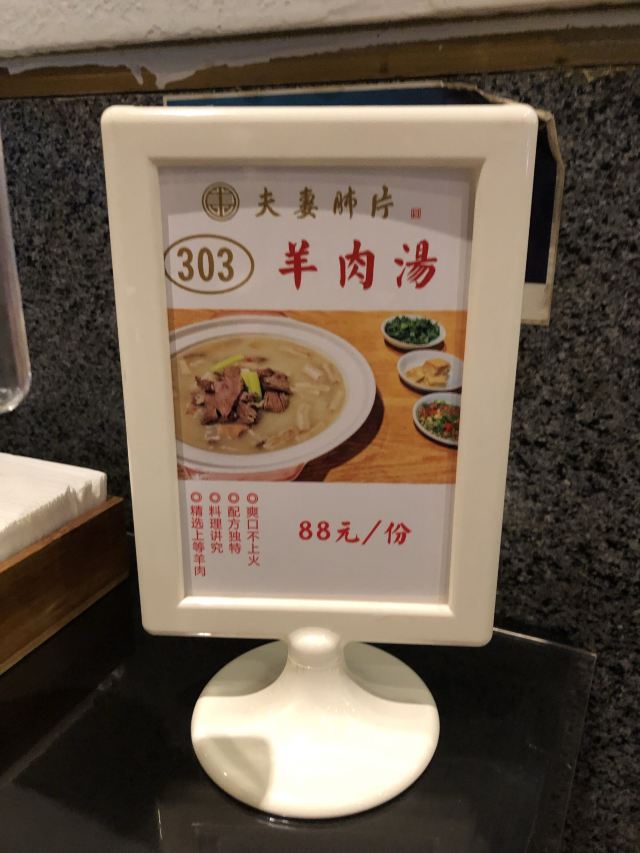 夫妻肺片
303
羊肉湯
◎爽口不上火
◎配方独特
◎料理讲究
◎精选上等羊肉
88元/份